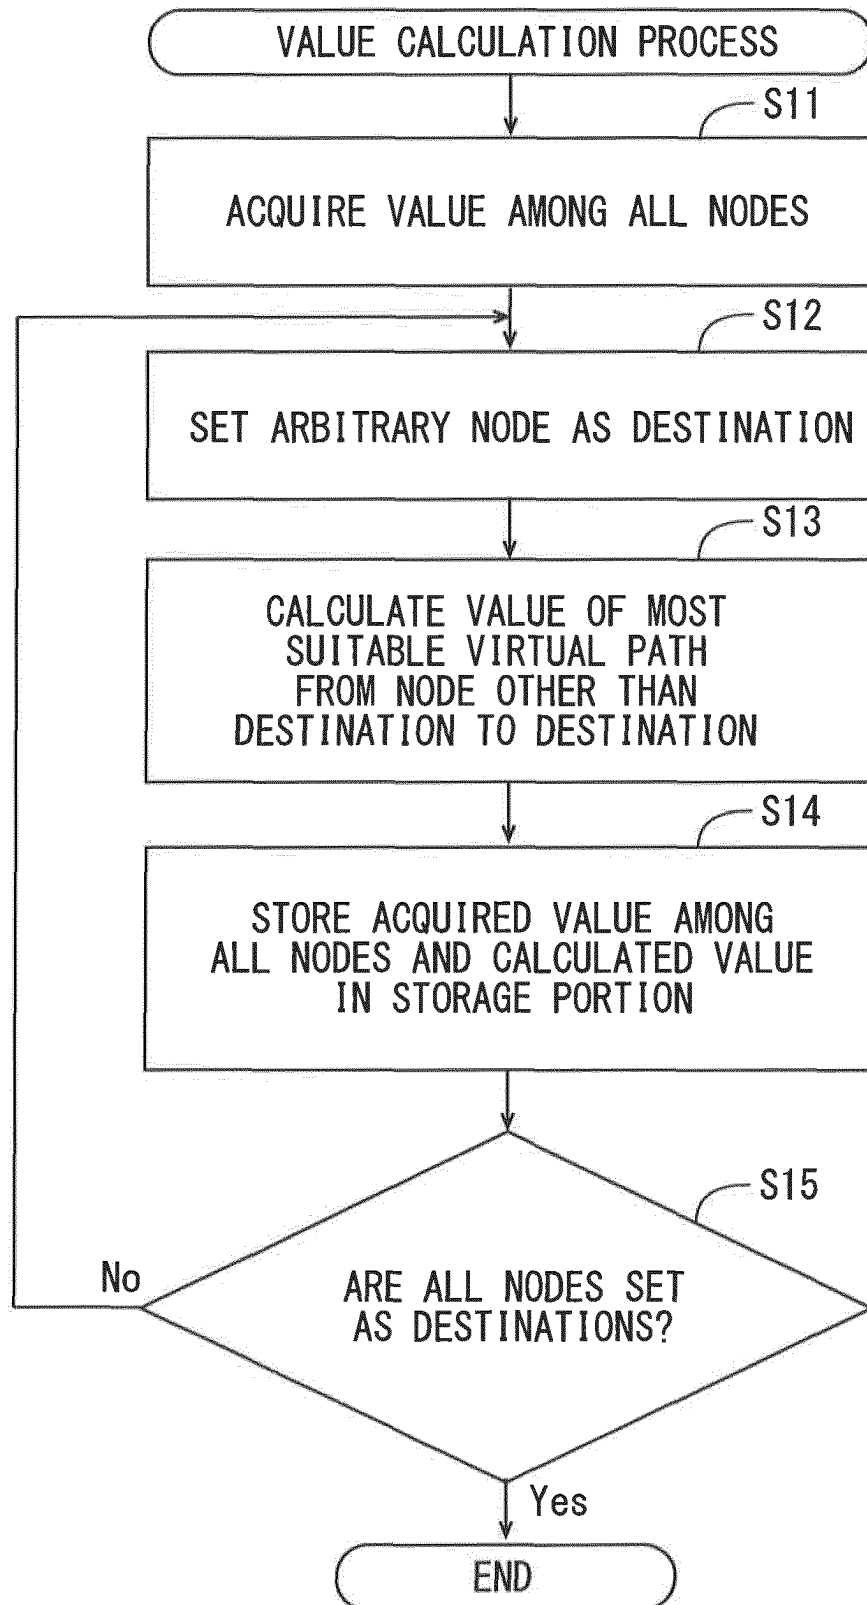 VALUE CALCULATION PROCESS
S11
ACQUIRE VALUE AMONG ALL NODES
S12
SET ARBITRARY NODE AS DESTINATION
S13
CALCULATE VALUE OF MOST
SUITABLE VIRTUAL PATH
FROM NODE OTHER THAN
DESTINATION TO DESTINATION
S14
STORE ACQUIRED VALUE AMONG
ALL NODES AND CALCULATED VALUE
IN STORAGE PORTION
S15
No
ARE ALL NODES SET
AS DESTINATIONS?
Yes
END